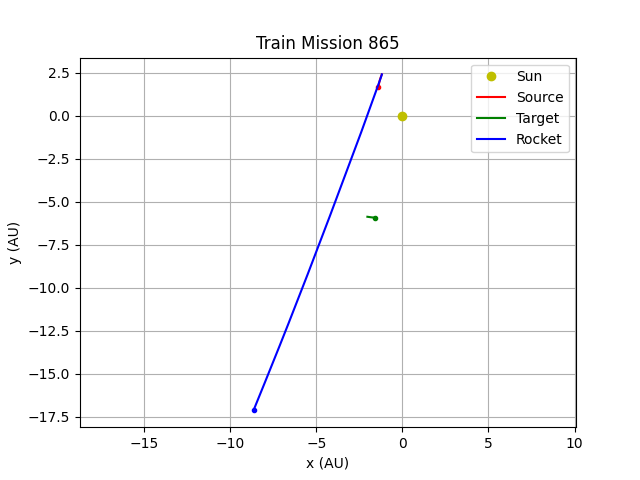 Train Mission 865
Sun
Source
Target
Rocket
2.5
0.0
−2.5
−5.0
−7.5
−10.0
−12.5
−15.0
−17.5
y (AU)
−15
−10
−5
0
5
10
x (AU)